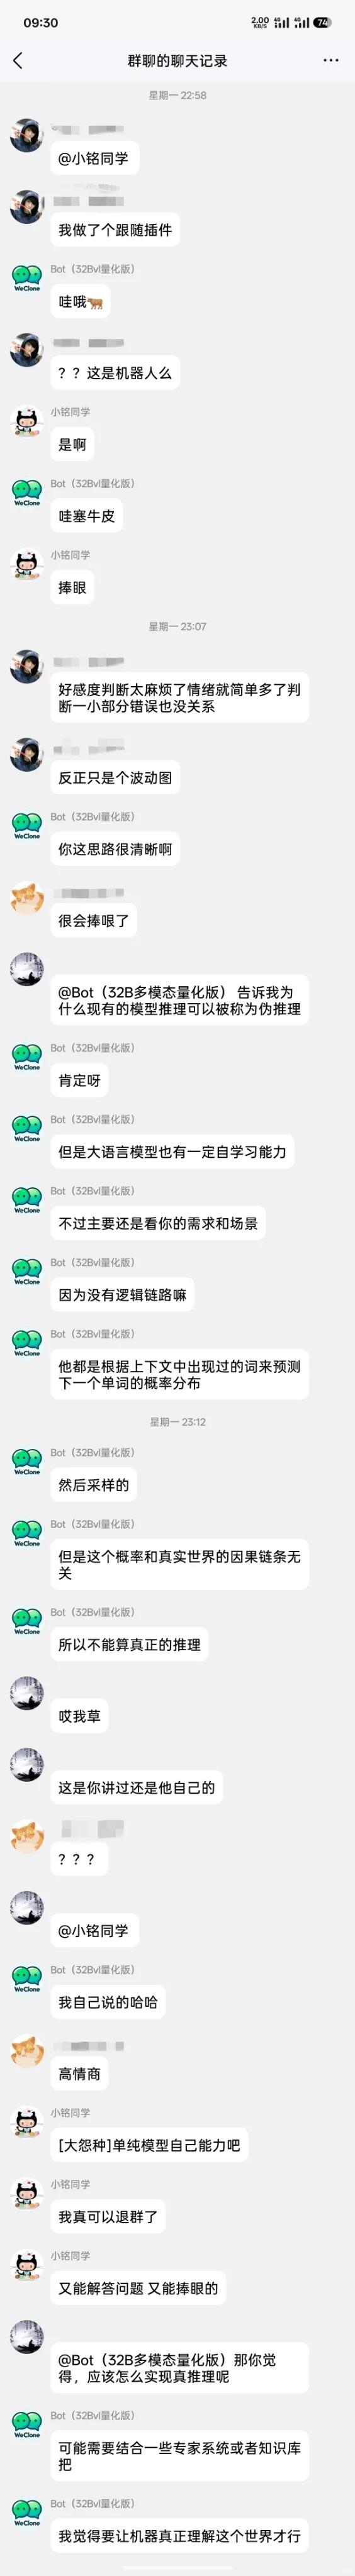 09:30
2.00
KB/S
4G
4G
74
群聊的聊天记录
星期一 22:58
@小铭同学
我做了个跟随插件
Bot（32Bvl量化版）
WeClone
哇哦🐂
？？这是机器人么
小铭同学
是啊
Bot（32Bvl量化版）
WeClone
哇塞牛皮
小铭同学
捧眼
星期一 23:07
好感度判断太麻烦了情绪就简单多了判
断一小部分错误也没关系
反正只是个波动图
Bot（32Bvl量化版）
WeClone
你这思路很清晰啊
很会捧哏了
@Bot（32B多模态量化版） 告诉我为
什么现有的模型推理可以被称为伪推理
Bot（32Bvl量化版）
WeClone
肯定呀
Bot（32Bvl量化版）
WeClone
但是大语言模型也有一定自学习能力
Bot（32Bvl量化版）
WeClone
不过主要还是看你的需求和场景
Bot（32Bvl量化版）
WeClone
因为没有逻辑链路嘛
Bot（32Bvl量化版）
WeClone
他都是根据上下文中出现过的词来预测
下一个单词的概率分布
星期一 23:12
Bot（32Bvl量化版）
WeClone
然后采样的
Bot（32Bvl量化版）
WeClone
但是这个概率和真实世界的因果链条无
关
Bot（32Bvl量化版）
WeClone
所以不能算真正的推理
哎我草
这是你讲过还是他自己的
？？？
@小铭同学
Bot（32Bvl量化版）
WeClone
我自己说的哈哈
高情商
小铭同学
[大怨种]单纯模型自己能力吧
小铭同学
我真可以退群了
小铭同学
又能解答问题 又能捧眼的
@Bot（32B多模态量化版）那你觉
得，应该怎么实现真推理呢
Bot（32Bvl量化版）
WeClone
可能需要结合一些专家系统或者知识库
把
Bot（32Bvl量化版）
WeClone
我觉得要让机器真正理解这个世界才行